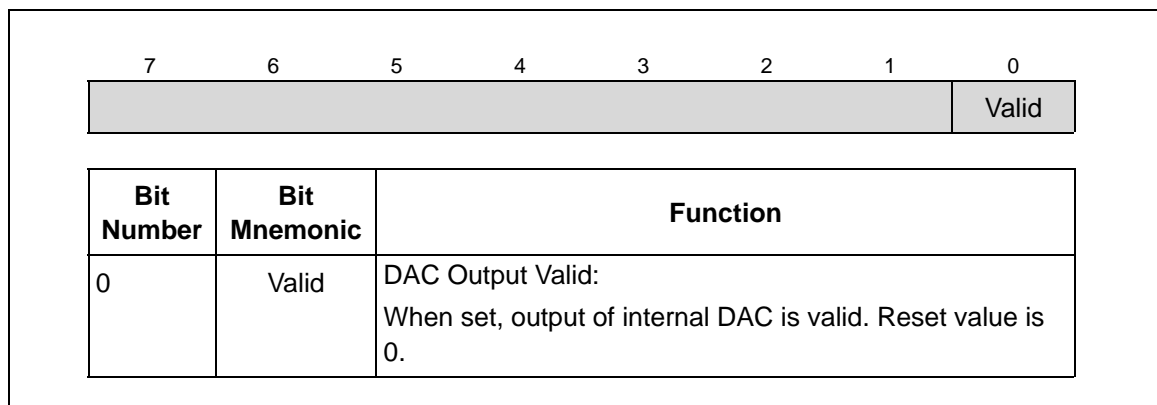 7 6 5 4 3 2 1 0
Valid
Bit Number Bit Mnemonic Function
0 Valid DAC Output Valid:
When set, output of internal DAC is valid. Reset value is
0.